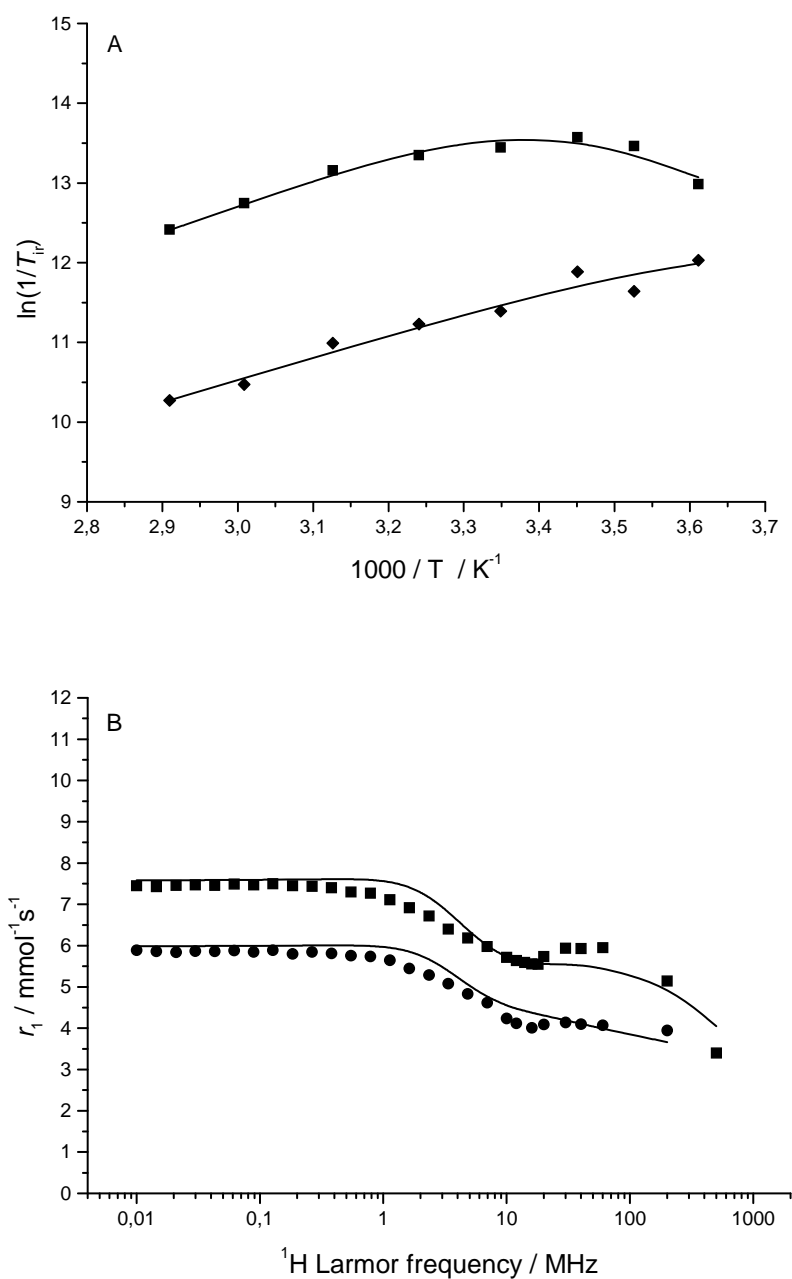 A
15
14
13
12
11
10
9
ln(1/T_ir)
2,8 2,9 3,0 3,1 3,2 3,3 3,4 3,5 3,6 3,7
1000 / T / K⁻¹
B
12
11
10
9
8
7
6
5
4
3
2
1
0
r₁ / mmol⁻¹s⁻¹
0,01 0,1 1 10 100 1000
¹H Larmor frequency / MHz